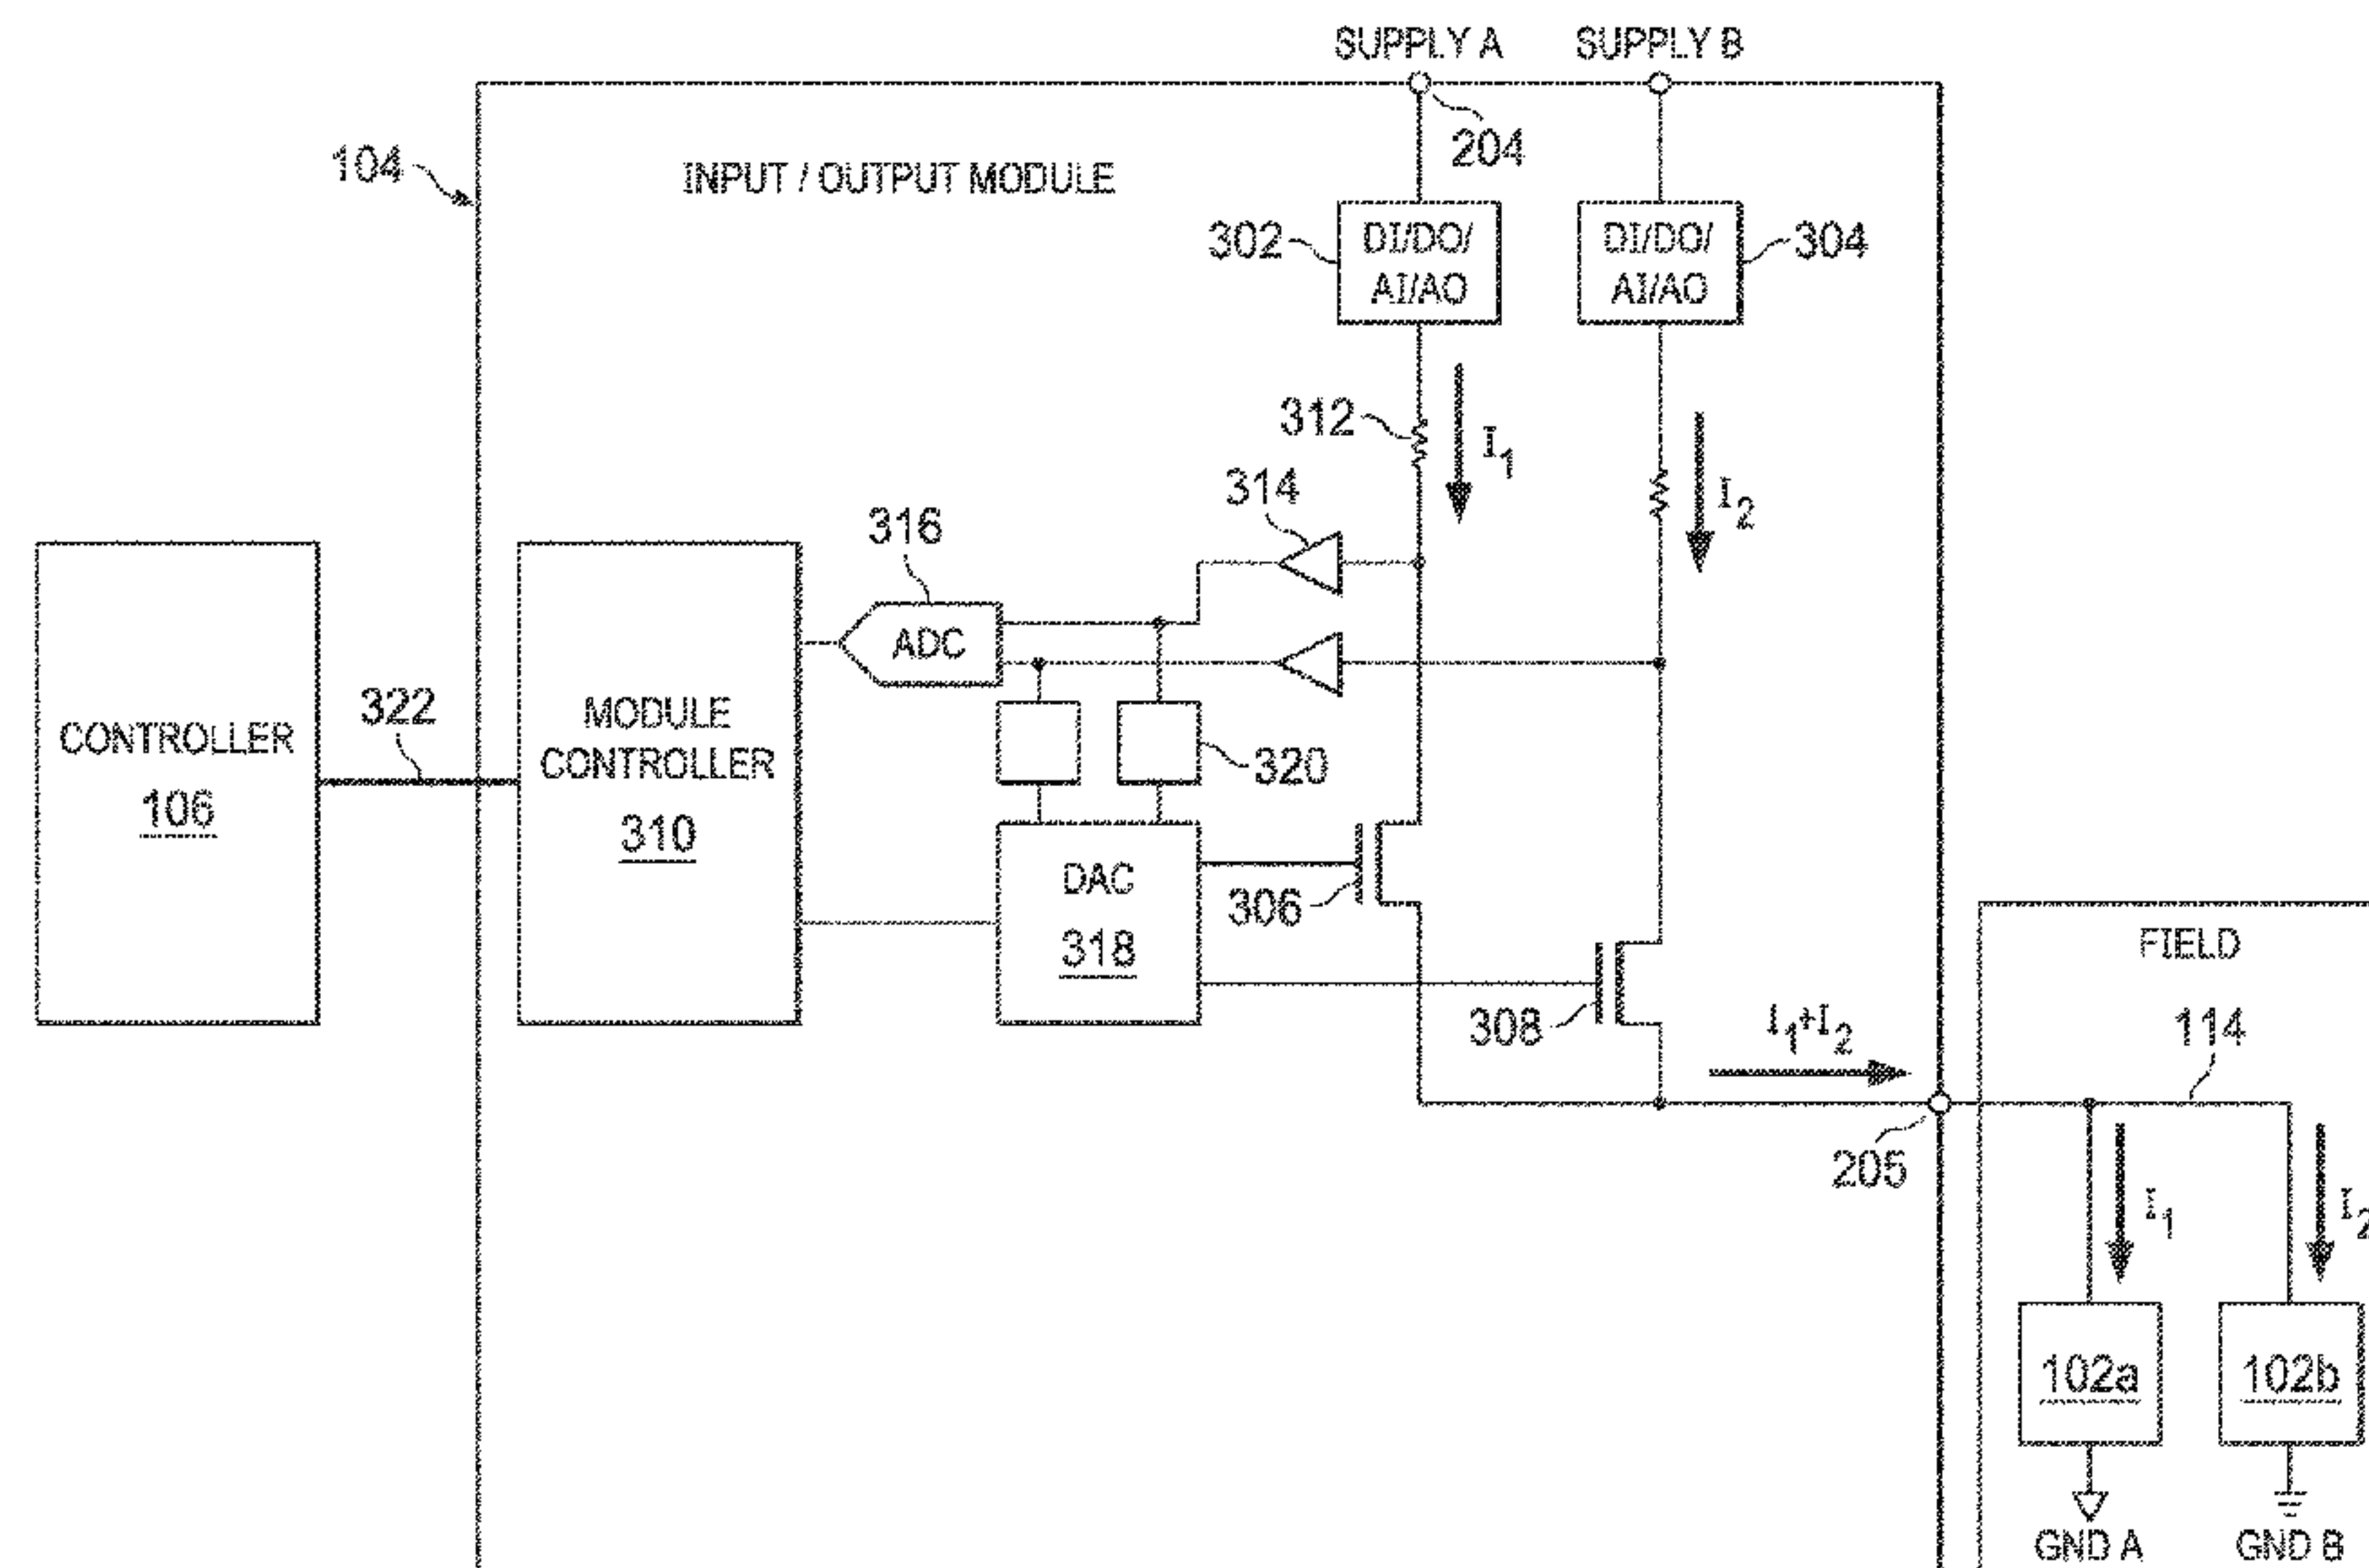 SUPPLY A SUPPLY B
204
104
INPUT / OUTPUT MODULE
302
DI/DO/
AI/AO
DI/DO/
AI/AO
304
312
I1
I2
314
316
ADC
CONTROLLER
106
322
MODULE
CONTROLLER
310
320
DAC
318
306
308
I1+I2
FIELD
114
205
I1
I2
102a
102b
GND A
GND B